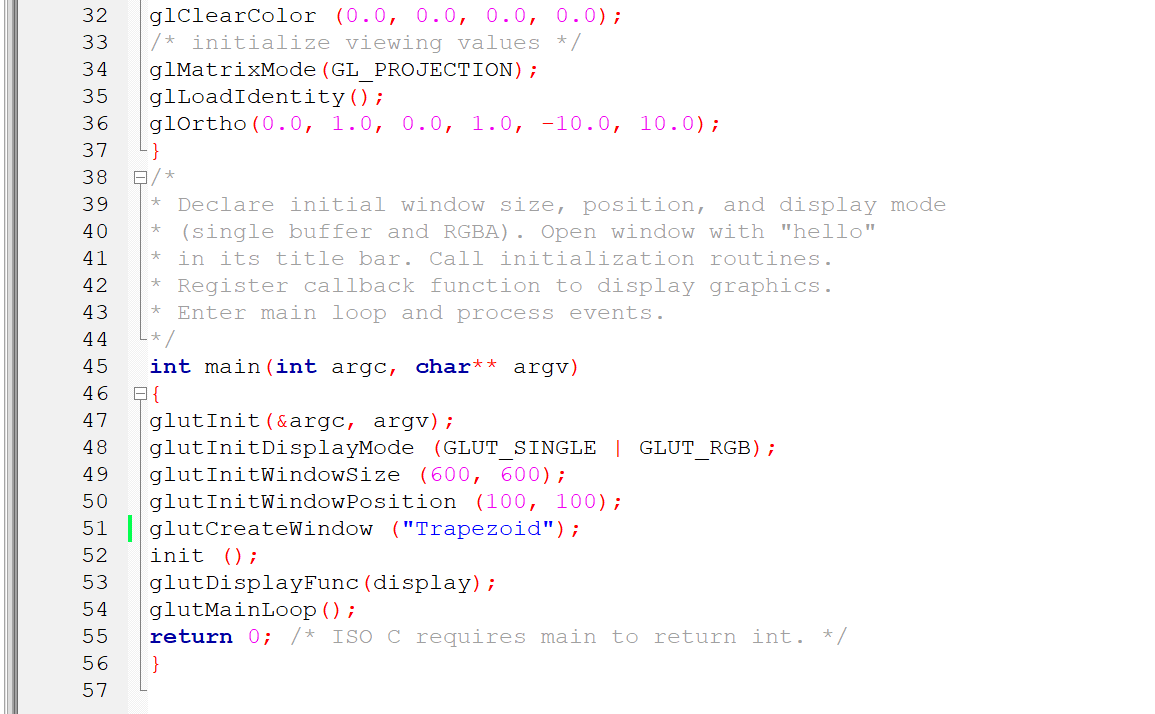 32 glClearColor (0.0, 0.0, 0.0, 0.0);
33 /* initialize viewing values */
34 glMatrixMode(GL_PROJECTION);
35 glLoadIdentity();
36 glOrtho(0.0, 1.0, 0.0, 1.0, -10.0, 10.0);
37 }
38 /*
39 * Declare initial window size, position, and display mode
40 * (single buffer and RGBA). Open window with "hello"
41 * in its title bar. Call initialization routines.
42 * Register callback function to display graphics.
43 * Enter main loop and process events.
44 */
45 int main(int argc, char** argv)
46 {
47 glutInit(&argc, argv);
48 glutInitDisplayMode (GLUT_SINGLE | GLUT_RGB);
49 glutInitWindowSize (600, 600);
50 glutInitWindowPosition (100, 100);
51 glutCreateWindow ("Trapezoid");
52 init ();
53 glutDisplayFunc(display);
54 glutMainLoop();
55 return 0; /* ISO C requires main to return int. */
56 }
57